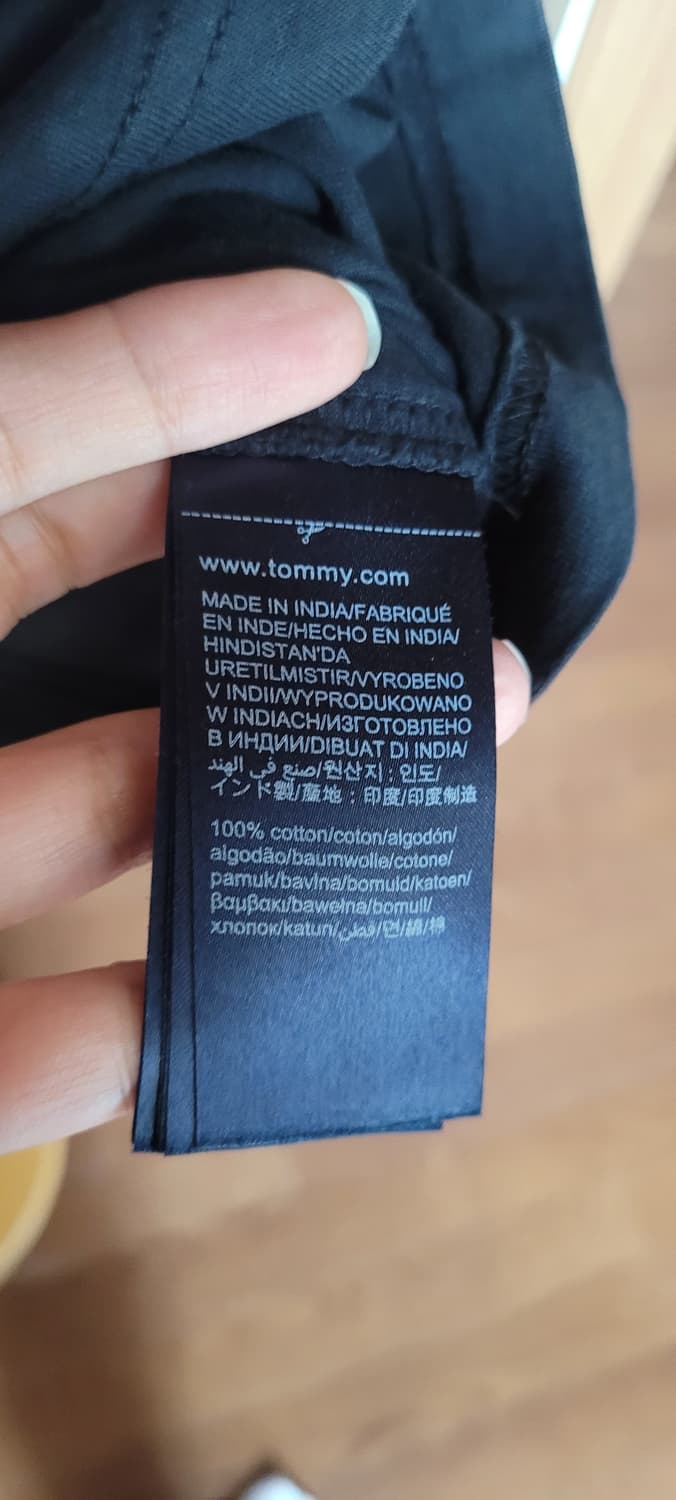 www.tommy.com
MADE IN INDIA/FABRIQUÉ
EN INDE/HECHO EN INDIA/
HINDISTAN'DA
URETILMISTIR/VYROBENO
V INDII/WYPRODUKOWANO
W INDIACH/ИЗГОТОВЛЕНО
В ИНДИИ/DIBUAT DI INDIA/
صنع في الهند/원산지 : 인도/
インド製/產地 : 印度/印度制造
100% cotton/coton/algodón/
algodão/baumwolle/cotone/
pamuk/bavlna/bomuld/katoen/
βαμβακι/bawełna/bomull/
хлопок/katun/قطن/면/綿/棉